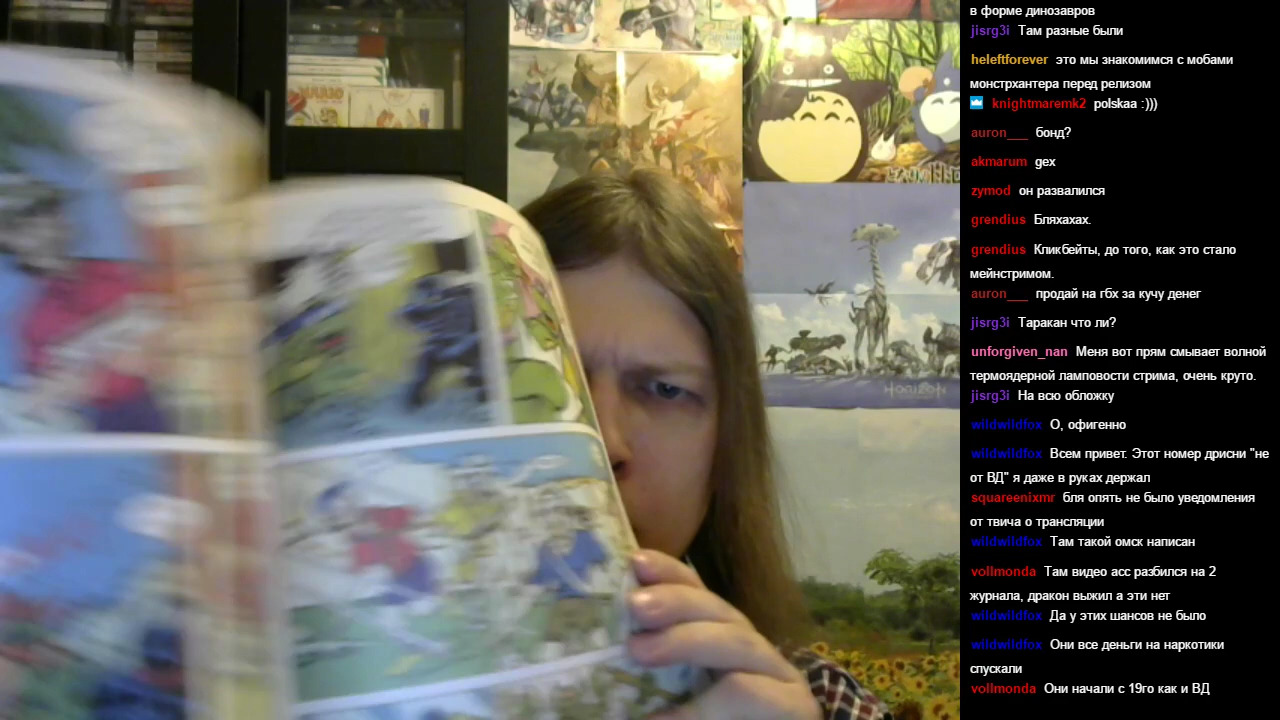 в форме динозавров
jisrg3i Там разные были
heleftforever это мы знакомимся с мобами
монстрхантера перед релизом
knightmaremk2 polskaa :)))
auron___ бонд?
akmarum gex
zymod он развалился
grendius Бляхахах.
grendius Кликбейты, до того, как это стало
мейнстримом.
auron___ продай на гбх за кучу денег
jisrg3i Таракан что ли?
unforgiven_nan Меня вот прям смывает волной
термоядерной ламповости стрима, очень круто.
jisrg3i На всю обложку
wildwildfox О, офигенно
wildwildfox Всем привет. Этот номер дрисни "не
от ВД" я даже в руках держал
squareenixmr бля опять не было уведомления
от твича о трансляции
wildwildfox Там такой омск написан
vollmonda Там видео асс разбился на 2
журнала, дракон выжил а эти нет
wildwildfox Да у этих шансов не было
wildwildfox Они все деньги на наркотики
спускали
vollmonda Они начали с 19го как и ВД
HORIZON